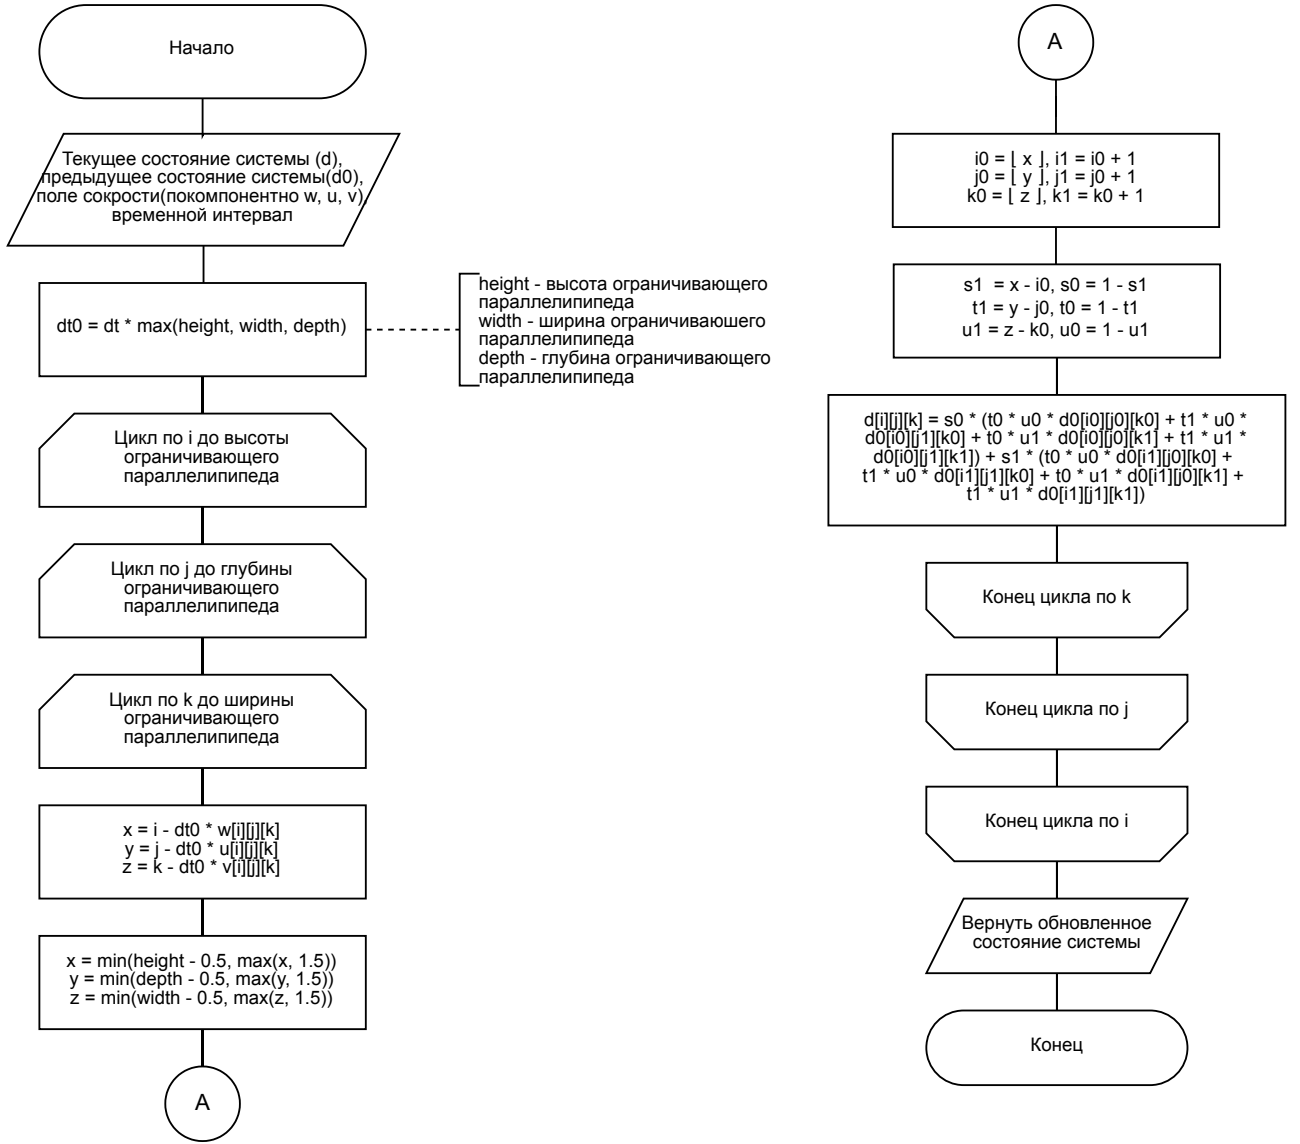 Начало
Текущее состояние системы (d),
предыдущее состояние системы(d0),
поле сокрости(покомпонентно w, u, v),
временной интервал
dt0 = dt * max(height, width, depth)
height - высота ограничивающего
параллелипипеда
width - ширина ограничиваюшего
параллелипипеда
depth - глубина ограничивающего
параллелипипеда
Цикл по i до высоты
ограничивающего
параллелипипеда
Цикл по j до глубины
ограничивающего
параллелипипеда
Цикл по k до ширины
ограничивающего
параллелипипеда
x = i - dt0 * w[i][j][k]
y = j - dt0 * u[i][j][k]
z = k - dt0 * v[i][j][k]
x = min(height - 0.5, max(x, 1.5))
y = min(depth - 0.5, max(y, 1.5))
z = min(width - 0.5, max(z, 1.5))
A
A
i0 = ⌊ x ⌋, i1 = i0 + 1
j0 = ⌊ y ⌋, j1 = j0 + 1
k0 = ⌊ z ⌋, k1 = k0 + 1
s1 = x - i0, s0 = 1 - s1
t1 = y - j0, t0 = 1 - t1
u1 = z - k0, u0 = 1 - u1
d[i][j][k] = s0 * (t0 * u0 * d0[i0][j0][k0] + t1 * u0 *
d0[i0][j1][k0] + t0 * u1 * d0[i0][j0][k1] + t1 * u1 *
d0[i0][j1][k1]) + s1 * (t0 * u0 * d0[i1][j0][k0] +
t1 * u0 * d0[i1][j1][k0] + t0 * u1 * d0[i1][j0][k1] +
t1 * u1 * d0[i1][j1][k1])
Конец цикла по k
Конец цикла по j
Конец цикла по i
Вернуть обновленное
состояние системы
Конец